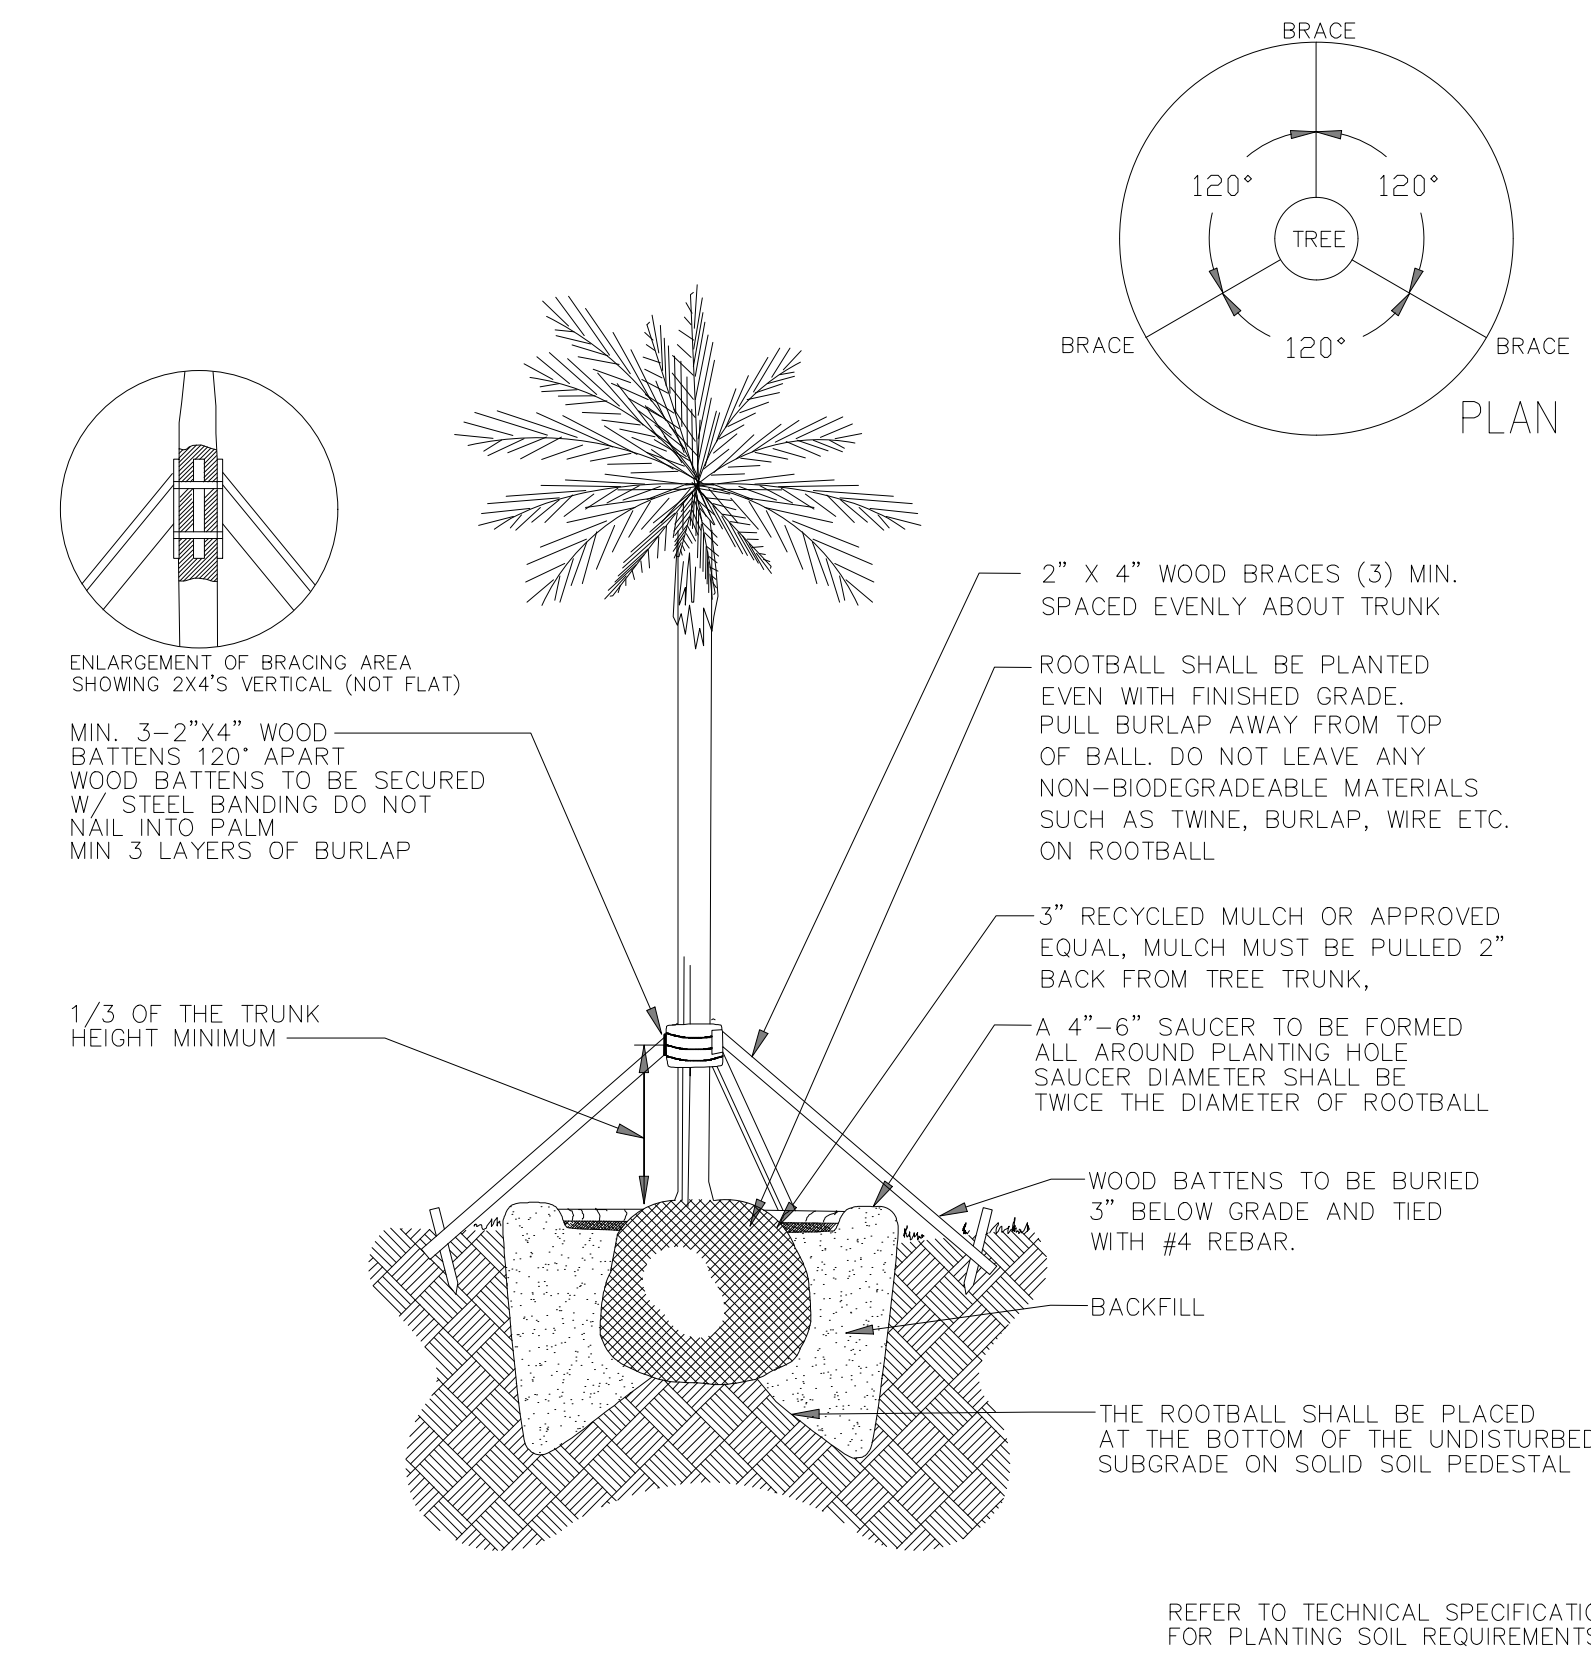 BRACE
120°
120°
TREE
120°
BRACE
BRACE
PLAN
ENLARGEMENT OF BRACING AREA
SHOWING 2X4'S VERTICAL (NOT FLAT)
MIN. 3-2"X4" WOOD
BATTENS 120° APART
WOOD BATTENS TO BE SECURED
W/ STEEL BANDING DO NOT
NAIL INTO PALM
MIN 3 LAYERS OF BURLAP
1/3 OF THE TRUNK
HEIGHT MINIMUM
2" X 4" WOOD BRACES (3) MIN.
SPACED EVENLY ABOUT TRUNK
ROOTBALL SHALL BE PLANTED
EVEN WITH FINISHED GRADE.
PULL BURLAP AWAY FROM TOP
OF BALL. DO NOT LEAVE ANY
NON-BIODEGRADEABLE MATERIALS
SUCH AS TWINE, BURLAP, WIRE ETC.
ON ROOTBALL
3" RECYCLED MULCH OR APPROVED
EQUAL, MULCH MUST BE PULLED 2"
BACK FROM TREE TRUNK,
A 4"-6" SAUCER TO BE FORMED
ALL AROUND PLANTING HOLE
SAUCER DIAMETER SHALL BE
TWICE THE DIAMETER OF ROOTBALL
WOOD BATTENS TO BE BURIED
3" BELOW GRADE AND TIED
WITH #4 REBAR.
BACKFILL
THE ROOTBALL SHALL BE PLACED
AT THE BOTTOM OF THE UNDISTURBED
SUBGRADE ON SOLID SOIL PEDESTAL
REFER TO TECHNICAL SPECIFICATIO
FOR PLANTING SOIL REQUIREMENTS